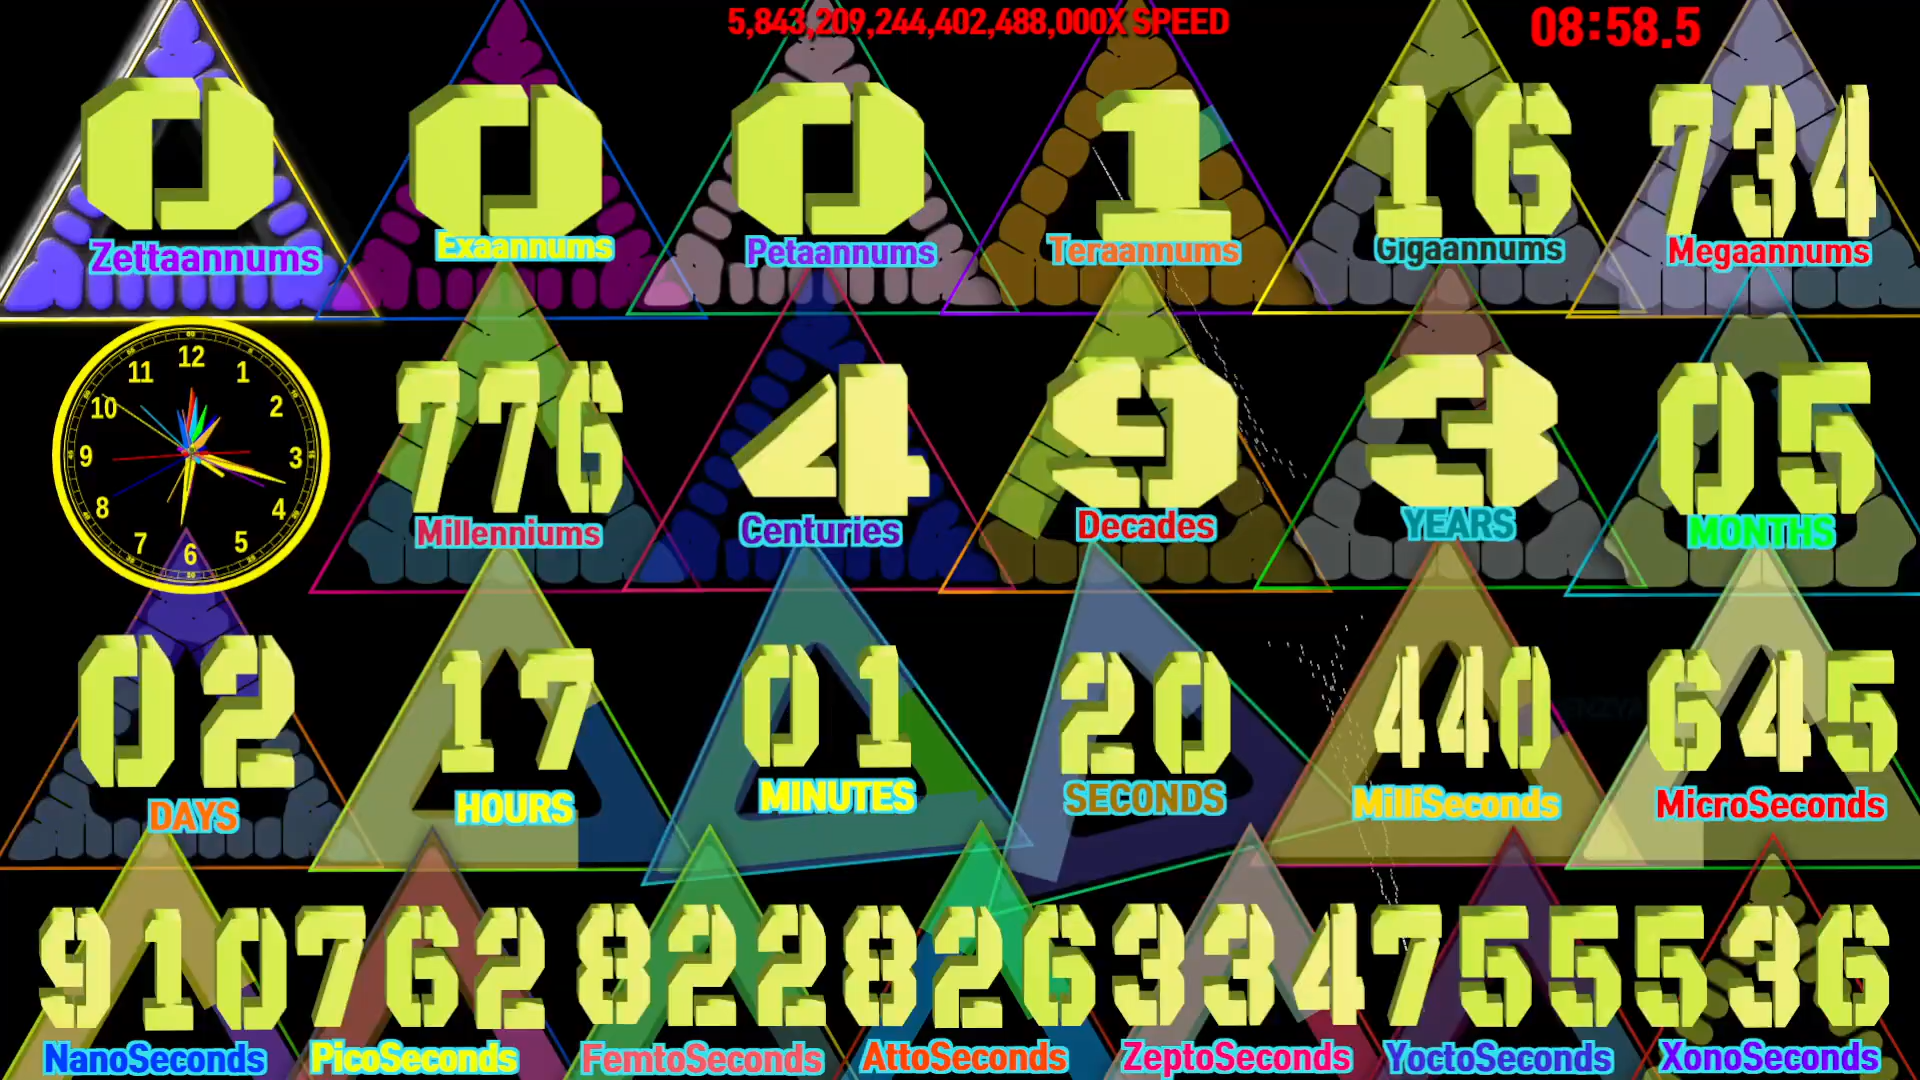 5,843,209,244,402,488,000X SPEED 08:58.5
0 0 0 1 16 734
Zettaannums Exaannums Petaannums Teraannums Gigaannums Megaannums
12
11 1
10 2
9 3
8 4
7 5
6
776 4 9 3 05
Millenniums Centuries Decades YEARS MONTHS
02 17 01 20 440 645
DAYS HOURS MINUTES SECONDS MilliSeconds MicroSeconds
910 762 822 826 334 755 536
NanoSeconds PicoSeconds FemtoSeconds AttoSeconds ZeptoSeconds YoctoSeconds XonoSeconds